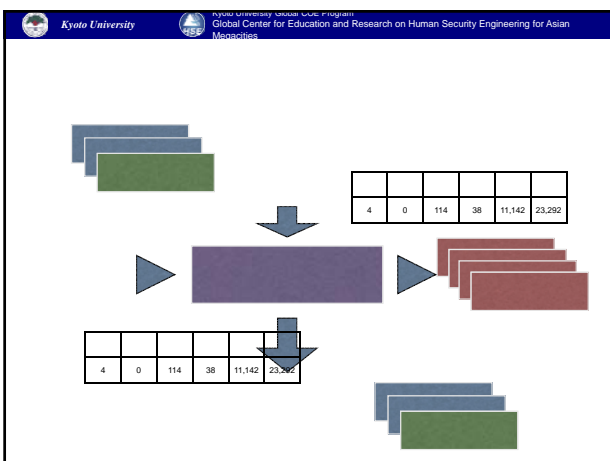 Kyoto University
HSE
Kyoto University Global COE Program
Global Center for Education and Research on Human Security Engineering for Asian
Megacities
4 0 114 38 11,142 23,292
4 0 114 38 11,142 23,292